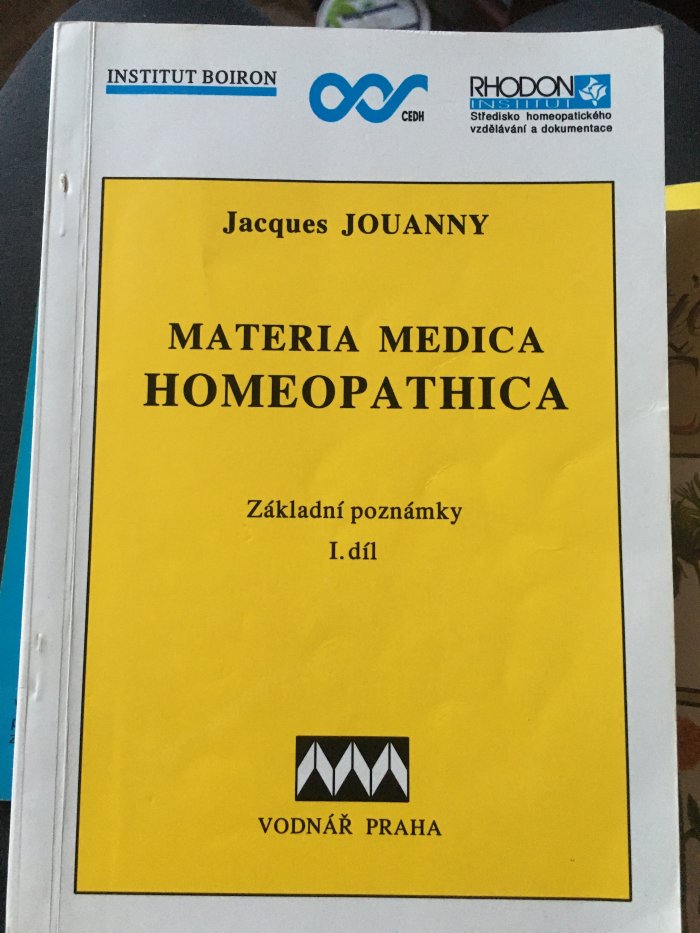 INSTITUT BOIRON
CEDH
RHODON
INSTITUT
Středisko homeopatického
vzdělávání a dokumentace
Jacques JOUANNY
MATERIA MEDICA
HOMEOPATHICA
Základní poznámky
I. díl
VODNÁŘ PRAHA